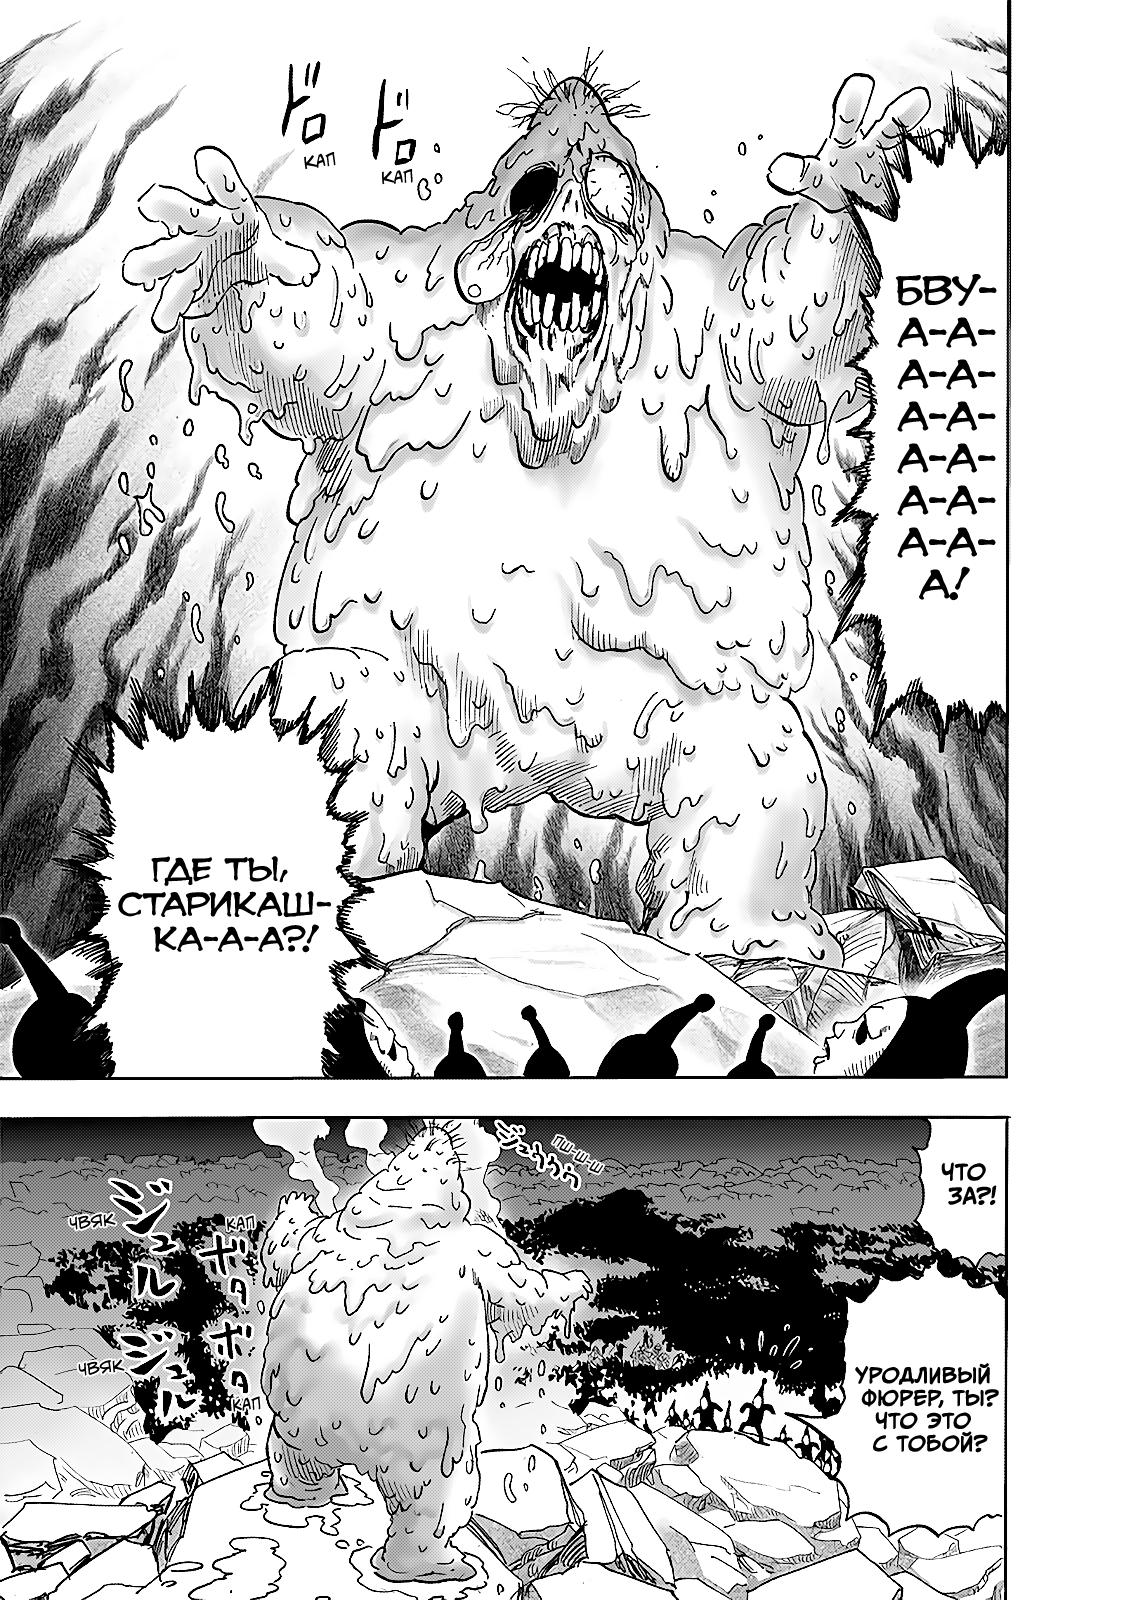 ドロ
КАП
ドロ
КАП
БВУ-
А-А-
А-А-
А-А-
А-А-
А-А-
А-А-
А!
ГДЕ ТЫ,
СТАРИКАШ-
КА-А-А?!
ЧТО
ЗА?!
ジュウウウ
ПШ-Ш-Ш
ジュル
ЧВЯК
КАП
ボタ
ボタ
КАП
ЧВЯК
ジュル
УРОДЛИВЫЙ
ФЮРЕР, ТЫ?
ЧТО ЭТО
С ТОБОЙ?